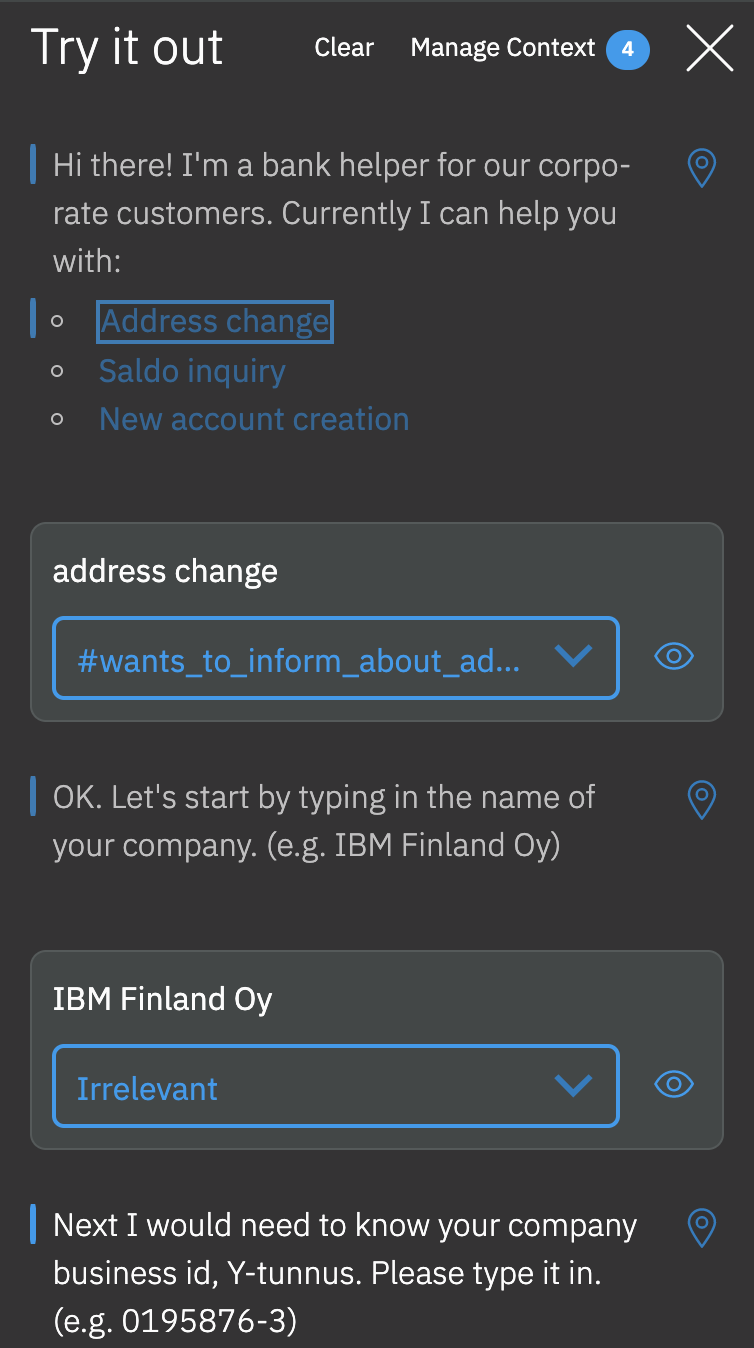 Try it out
Clear
Manage Context
4
Hi there! I'm a bank helper for our corpo-
rate customers. Currently I can help you
with:
Address change
Saldo inquiry
New account creation
address change
#wants_to_inform_about_ad...
OK. Let's start by typing in the name of
your company. (e.g. IBM Finland Oy)
IBM Finland Oy
Irrelevant
Next I would need to know your company
business id, Y-tunnus. Please type it in.
(e.g. 0195876-3)